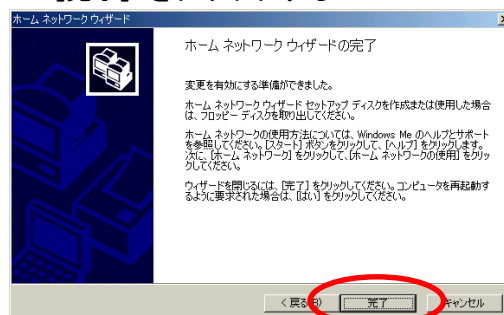 ホーム ネットワーク ウィザード
ホーム ネットワーク ウィザードの完了
変更を有効にする準備ができました。
ホーム ネットワーク ウィザード セットアップ ディスクを作成または使用した場合
は、フロッピー ディスクを取り出してください。
ホーム ネットワークの使用方法については、Windows Me のヘルプとサポート
を参照してください。[スタート] ボタンをクリックして、[ヘルプ] をクリックします。
次に、[ホーム ネットワーク] をクリックして、[ホーム ネットワークの使用] をクリッ
クしてください。
ウィザードを閉じるには、[完了] をクリックしてください。コンピュータを再起動す
るように要求された場合は、[はい] をクリックしてください。
< 戻る(B) 完了 キャンセル